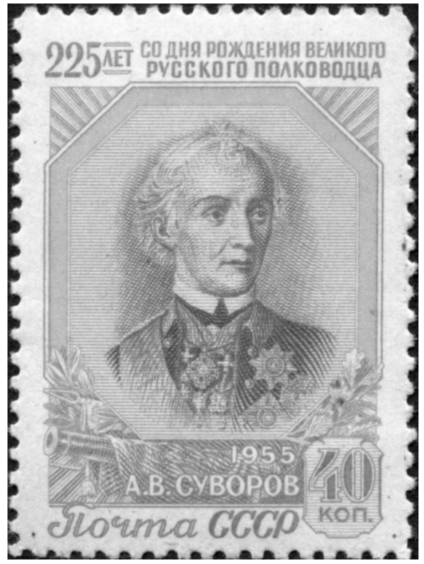 225 ЛЕТ СО ДНЯ РОЖДЕНИЯ ВЕЛИКОГО
РУССКОГО ПОЛКОВОДЦА
1955
А.В. СУВОРОВ
40
КОП.
Почта СССР